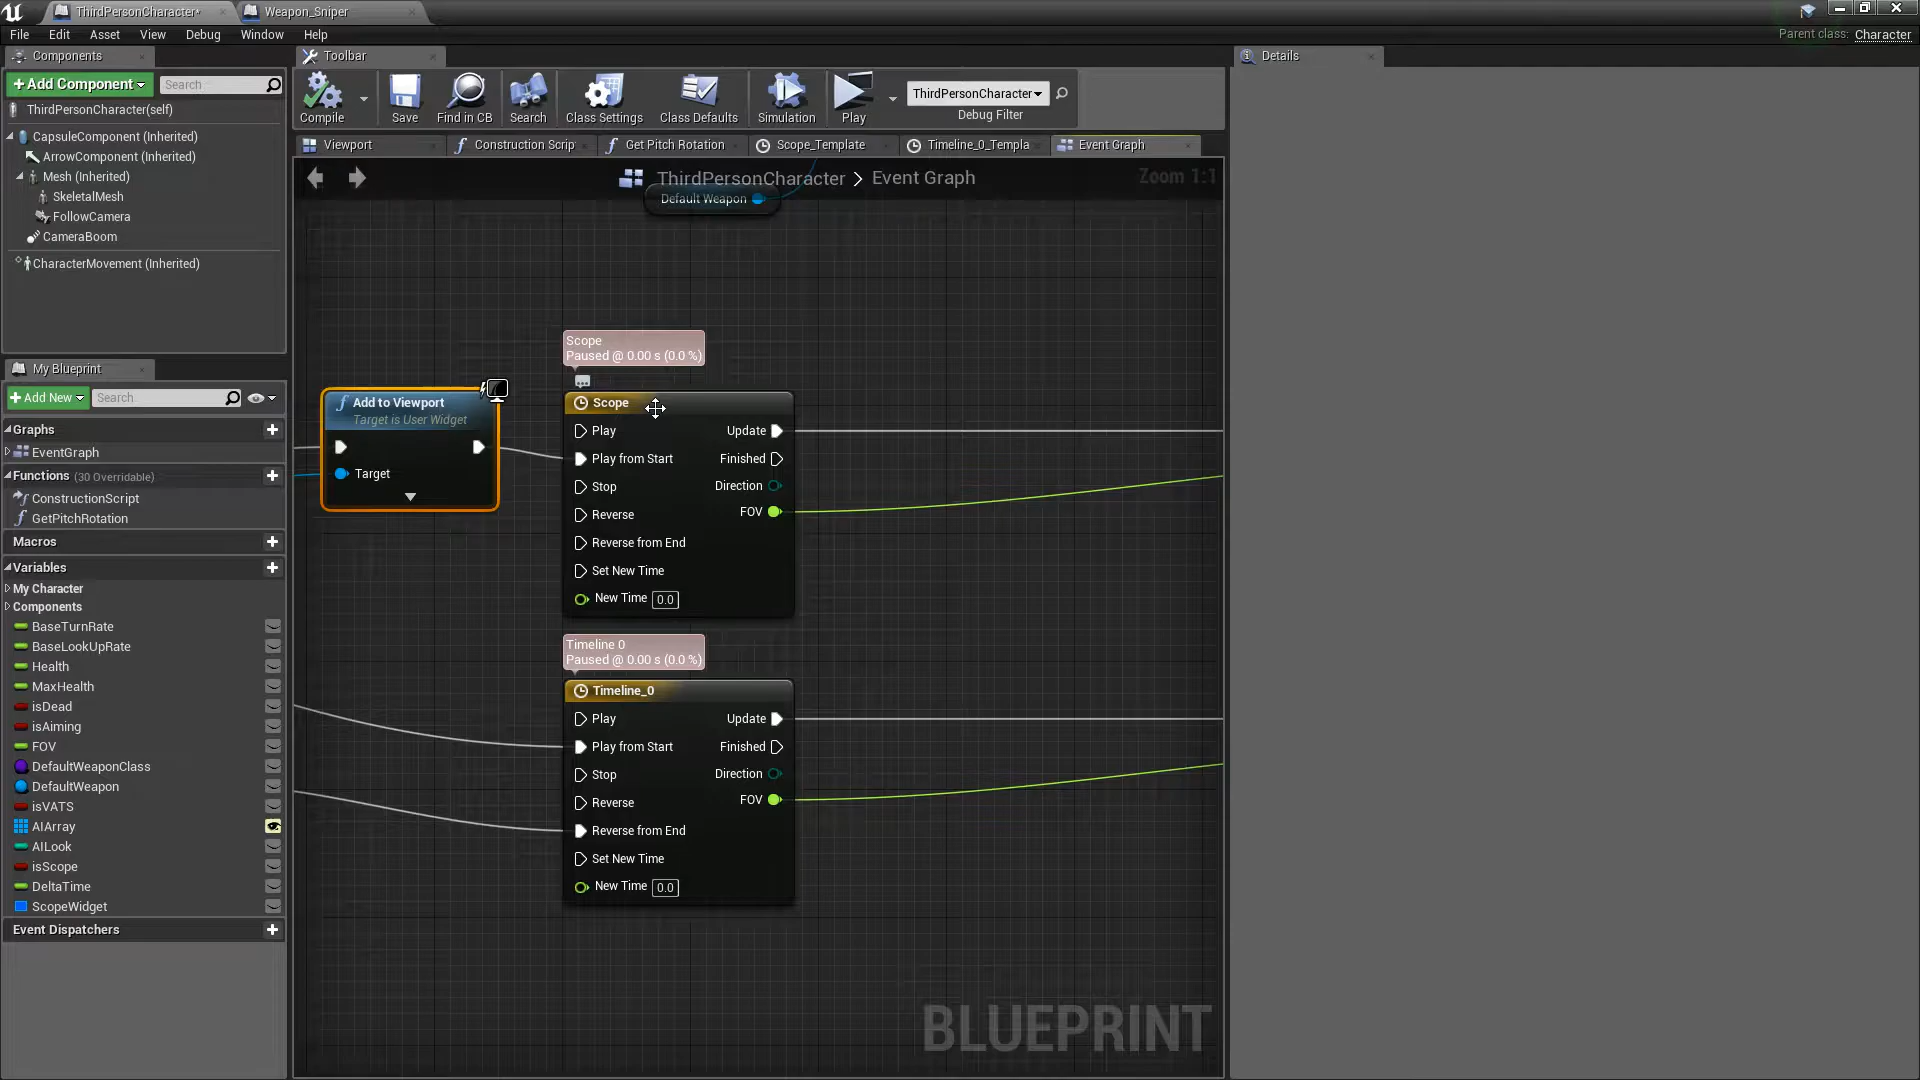 ThirdPersonCharacter*
Weapon_Sniper
File Edit Asset View Debug Window Help
Parent class: Character
Components
+Add Component
Search
ThirdPersonCharacter(self)
CapsuleComponent (Inherited)
ArrowComponent (Inherited)
Mesh (Inherited)
SkeletalMesh
FollowCamera
CameraBoom
CharacterMovement (Inherited)
Toolbar
Compile
Save
Find in CB
Search
Class Settings
Class Defaults
Simulation
Play
ThirdPersonCharacter
Debug Filter
Details
Viewport
Construction Scrip
Get Pitch Rotation
Scope_Template
Timeline_0_Templa
Event Graph
ThirdPersonCharacter > Event Graph
Zoom 1:1
Default Weapon
Scope
Paused @ 0.00 s (0.0 %)
Add to Viewport
Target is User Widget
Target
Scope
Play
Play from Start
Stop
Reverse
Reverse from End
Set New Time
New Time 0.0
Update
Finished
Direction
FOV
Timeline 0
Paused @ 0.00 s (0.0 %)
Timeline_0
Play
Play from Start
Stop
Reverse
Reverse from End
Set New Time
New Time 0.0
Update
Finished
Direction
FOV
BLUEPRINT
My Blueprint
+Add New
Search
Graphs
EventGraph
Functions (30 Overridable)
ConstructionScript
GetPitchRotation
Macros
Variables
My Character
Components
BaseTurnRate
BaseLookUpRate
Health
MaxHealth
isDead
isAiming
FOV
DefaultWeaponClass
DefaultWeapon
isVATS
AIArray
AILook
isScope
DeltaTime
ScopeWidget
Event Dispatchers